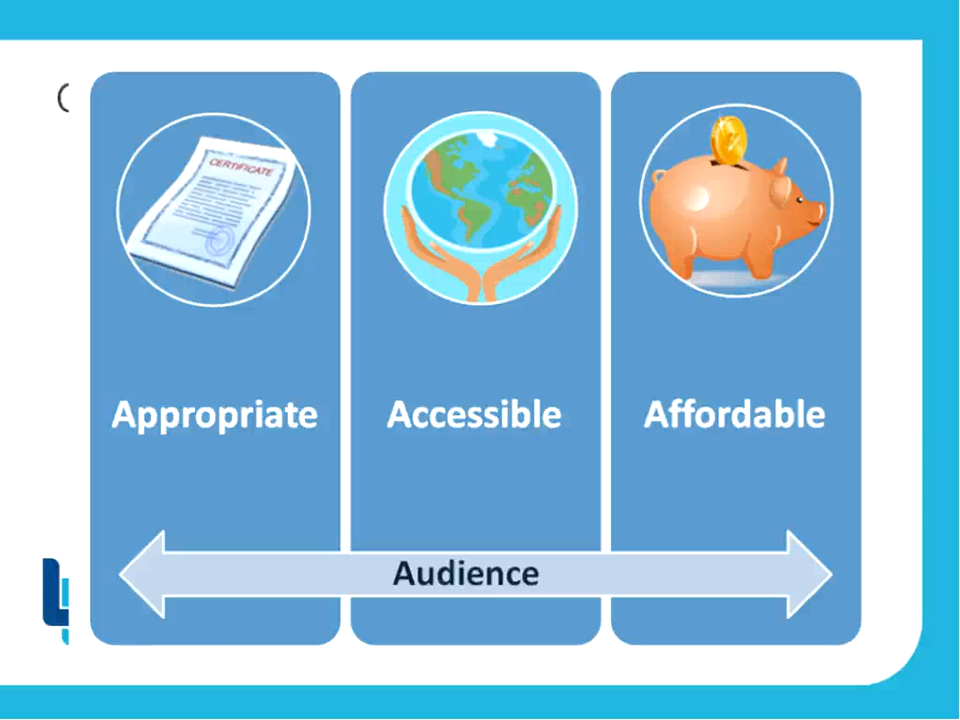 CERTIFICATE
Appropriate
Accessible
Affordable
Audience